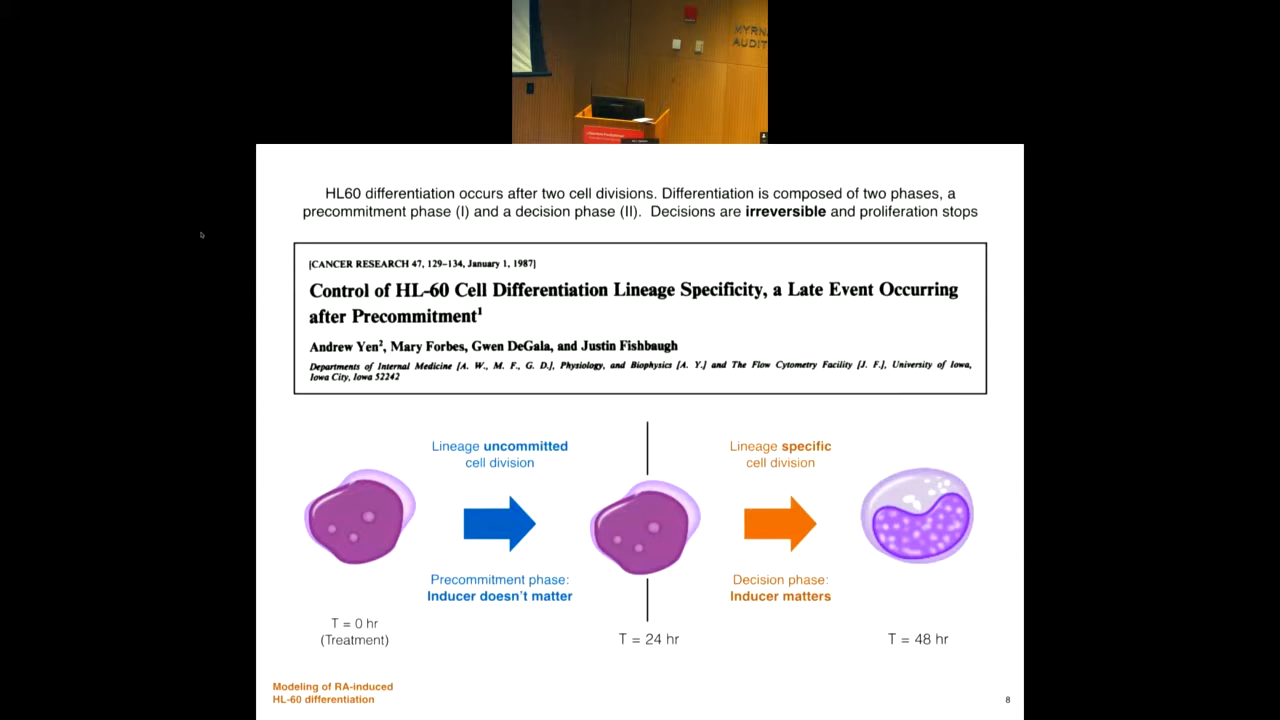 MYRN
AUDIT
HL60 differentiation occurs after two cell divisions. Differentiation is composed of two phases, a
precommitment phase (I) and a decision phase (II). Decisions are irreversible and proliferation stops
[CANCER RESEARCH 47, 129–134, January 1, 1987]
Control of HL-60 Cell Differentiation Lineage Specificity, a Late Event Occurring
after Precommitment¹
Andrew Yen², Mary Forbes, Gwen DeGala, and Justin Fishbaugh
Departments of Internal Medicine [A. W., M. F., G. D.], Physiology, and Biophysics [A. Y.] and The Flow Cytometry Facility [J. F.], University of Iowa,
Iowa City, Iowa 52242
Lineage uncommitted
cell division
Lineage specific
cell division
Precommitment phase:
Inducer doesn't matter
Decision phase:
Inducer matters
T = 0 hr
(Treatment)
T = 24 hr
T = 48 hr
Modeling of RA-induced
HL-60 differentiation
8